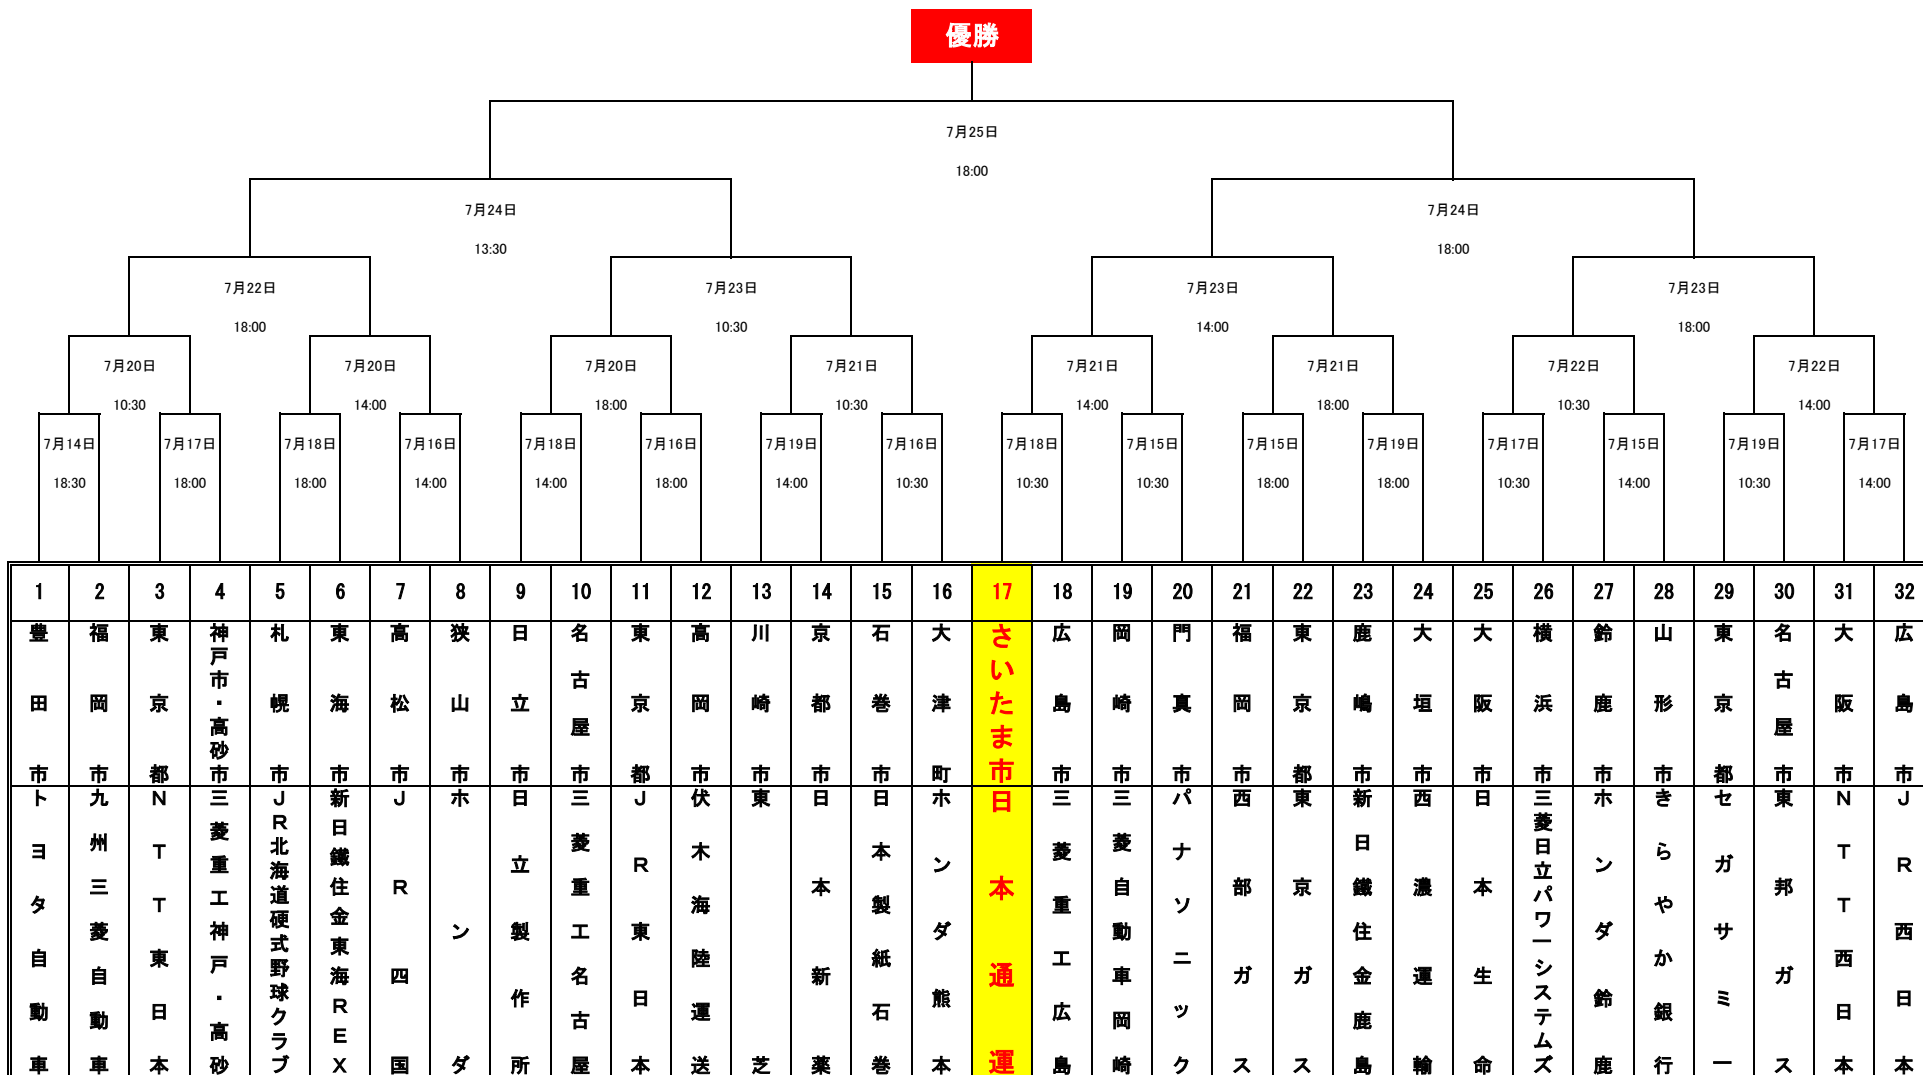 優勝
7月25日
18:00
7月24日
7月24日
13:30
18:00
7月22日
7月23日
7月23日
7月23日
18:00
10:30
14:00
18:00
7月20日
7月20日
7月20日
7月21日
7月21日
7月21日
7月22日
7月22日
10:30
14:00
18:00
10:30
14:00
18:00
10:30
14:00
7月14日
7月17日
7月18日
7月16日
7月18日
7月16日
7月19日
7月16日
7月18日
7月15日
7月15日
7月19日
7月17日
7月15日
7月19日
7月17日
18:30
18:00
18:00
14:00
14:00
18:00
14:00
10:30
10:30
10:30
18:00
18:00
10:30
14:00
10:30
14:00
1
2
3
4
5
6
7
8
9
10
11
12
13
14
15
16
17
18
19
20
21
22
23
24
25
26
27
28
29
30
31
32
豊田市
福岡市
東京都
神戸市・高砂市
札幌市
東海市
高松市
狭山市
日立市
名古屋市
東京都
高岡市
川崎市
京都市
石巻市
大津町
さいたま市
広島市
岡崎市
門真市
福岡市
東京都
鹿嶋市
大垣市
大阪市
横浜市
鈴鹿市
山形市
東京都
名古屋市
大阪市
広島市
トヨタ自動車
九州三菱自動車
NTT東日本
三菱重工神戸・高砂
JR北海道硬式野球クラブ
新日鐵住金東海REX
JR四国
ホンダ
日立製作所
三菱重工名古屋
JR東日本
伏木海陸運送
東芝
日本新薬
日本製紙石巻
ホンダ熊本
日本通運
三菱重工広島
三菱自動車岡崎
パナソニック
西部ガス
東京ガス
新日鐵住金鹿島
西濃運輸
日本生命
三菱日立パワーシステムズ
ホンダ鈴鹿
きらやか銀行
セガサミー
東邦ガス
NTT西日本
JR西日本